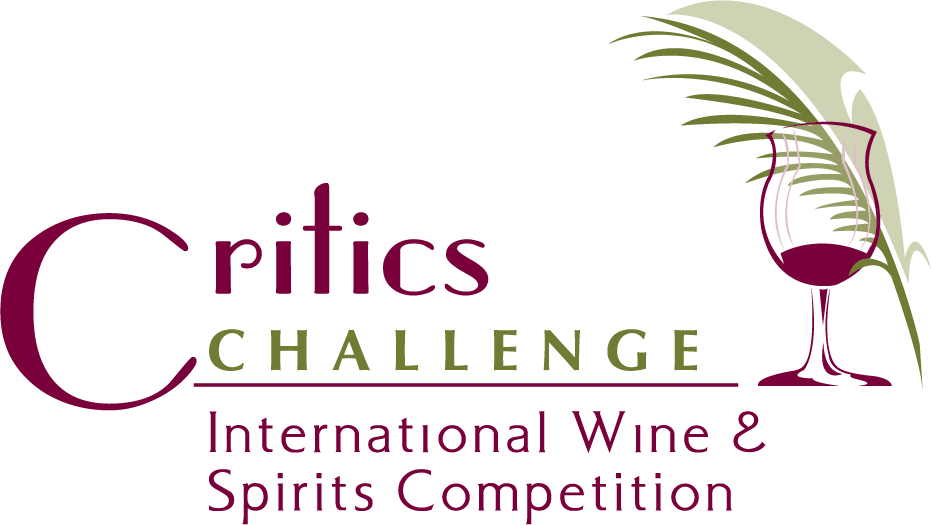 Critics
CHALLENGE
International Wine &
Spirits Competition